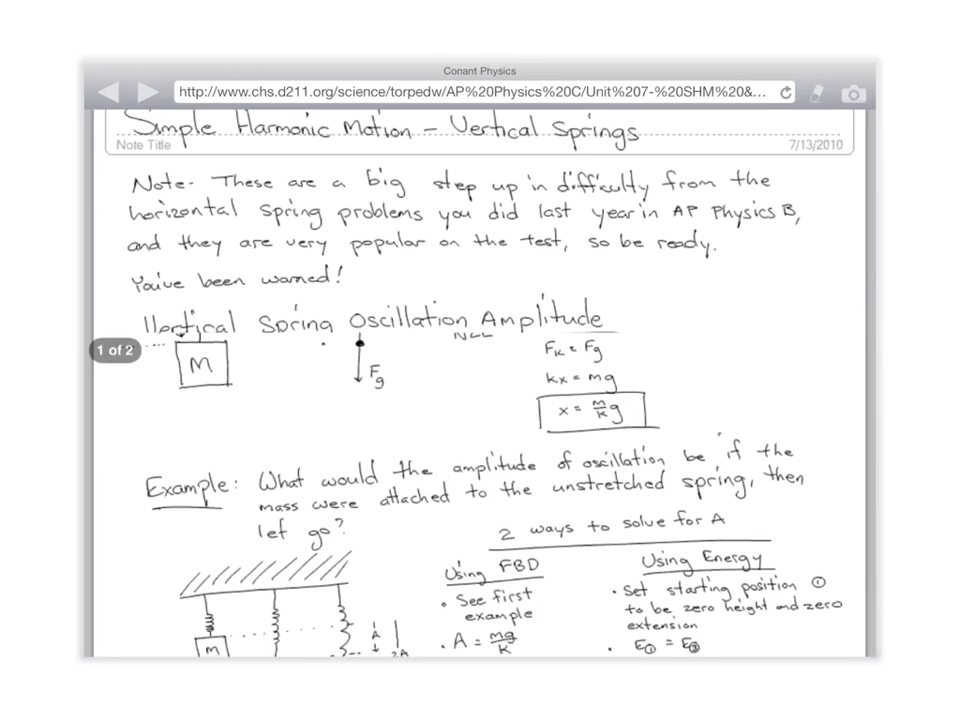 Conant Physics
http://www.chs.d211.org/science/torpedw/AP%20Physics%20C/Unit%207-%20SHM%20&...
Simple Harmonic Motion - Vertical Springs
Note Title
7/13/2010
Note- These are a big step up in difficulty from the
horizontal spring problems you did last year in AP Physics B,
and they are very popular on the test, so be ready.
You've been warned!
Vertical Spring Oscillation Amplitude
1 of 2
M
Fg
Fk = Fg
kx = mg
x = m/k g
Example: What would the amplitude of oscillation be if the
mass were attached to the unstretched spring, then
let go?
2 ways to solve for A
Using FBD
• See first
example
• A = mg/k
Using Energy
• Set starting position ①
to be zero height and zero
extension
• E① = E③
m
A
2A